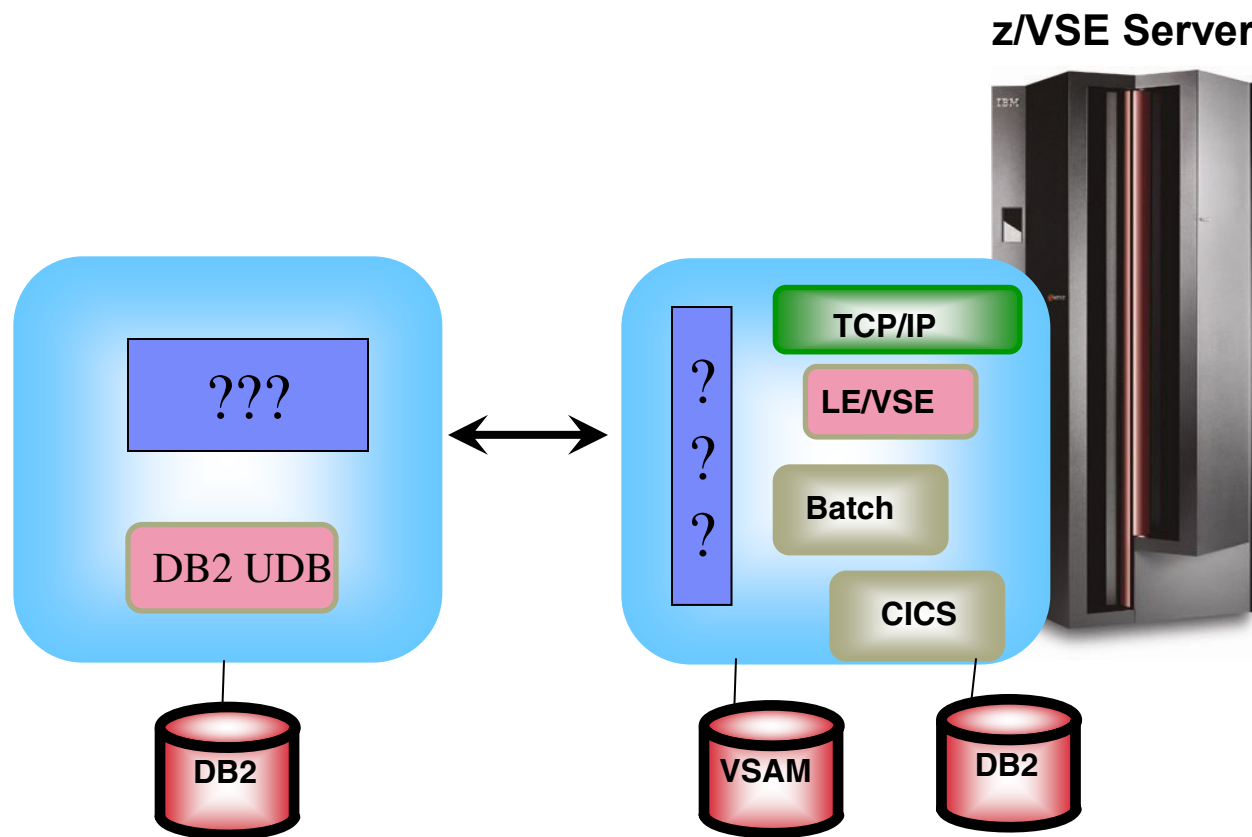 z/VSE Server
IBM
???
DB2 UDB
TCP/IP
?
LE/VSE
?
Batch
?
CICS
DB2
VSAM
DB2